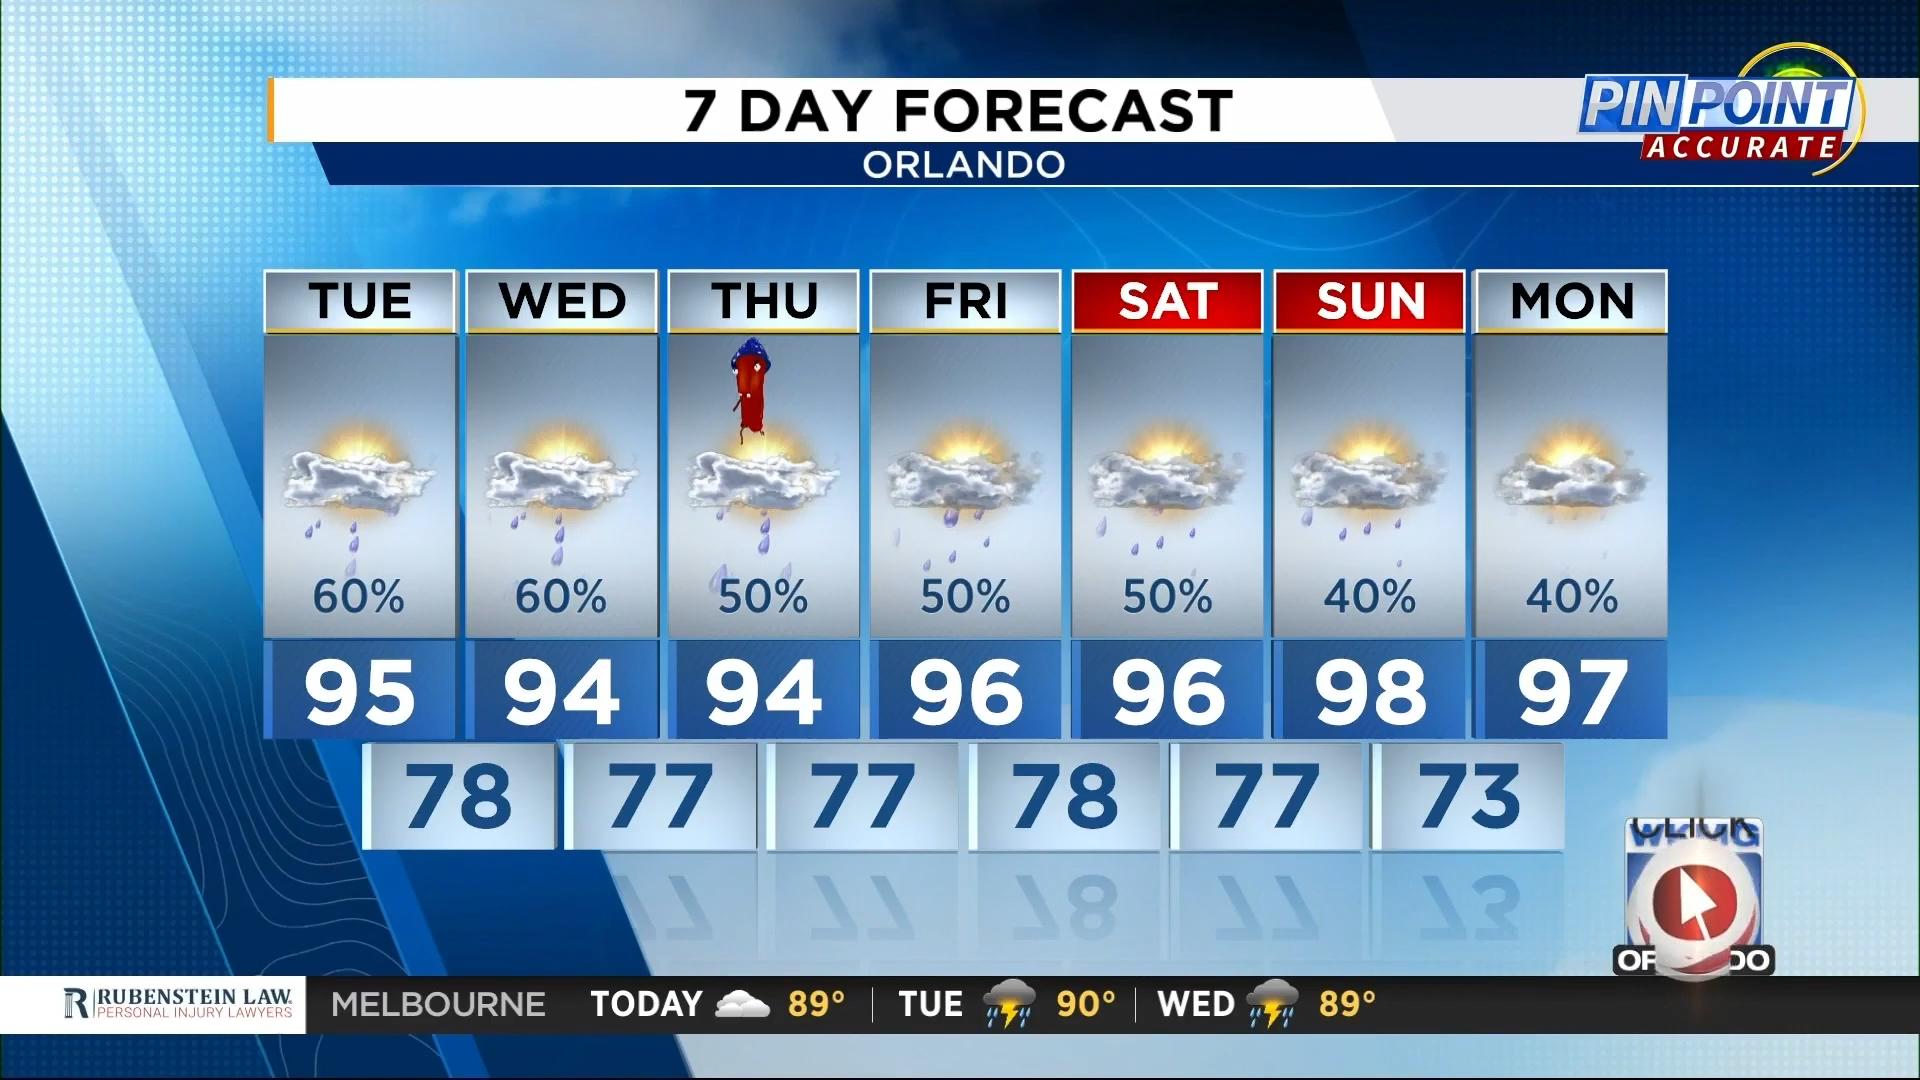 7 DAY FORECAST
ORLANDO
PINPOINT
ACCURATE
TUE WED THU FRI SAT SUN MON
60% 60% 50% 50% 50% 40% 40%
95 94 94 96 96 98 97
78 77 77 78 77 73
RUBENSTEIN LAW
PERSONAL INJURY LAWYERS
MELBOURNE TODAY 89° TUE 90° WED 89°